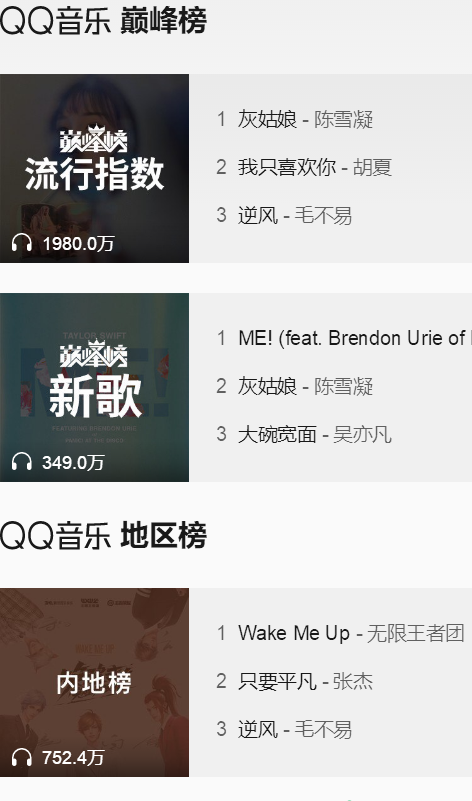 QQ音乐 巅峰榜
巅峰榜
流行指数
1980.0万
1 灰姑娘 - 陈雪凝
2 我只喜欢你 - 胡夏
3 逆风 - 毛不易
TAYLOR SWIFT
巅峰榜
新歌
349.0万
1 ME! (feat. Brendon Urie of
2 灰姑娘 - 陈雪凝
3 大碗宽面 - 吴亦凡
QQ音乐 地区榜
内地榜
752.4万
1 Wake Me Up - 无限王者团
2 只要平凡 - 张杰
3 逆风 - 毛不易